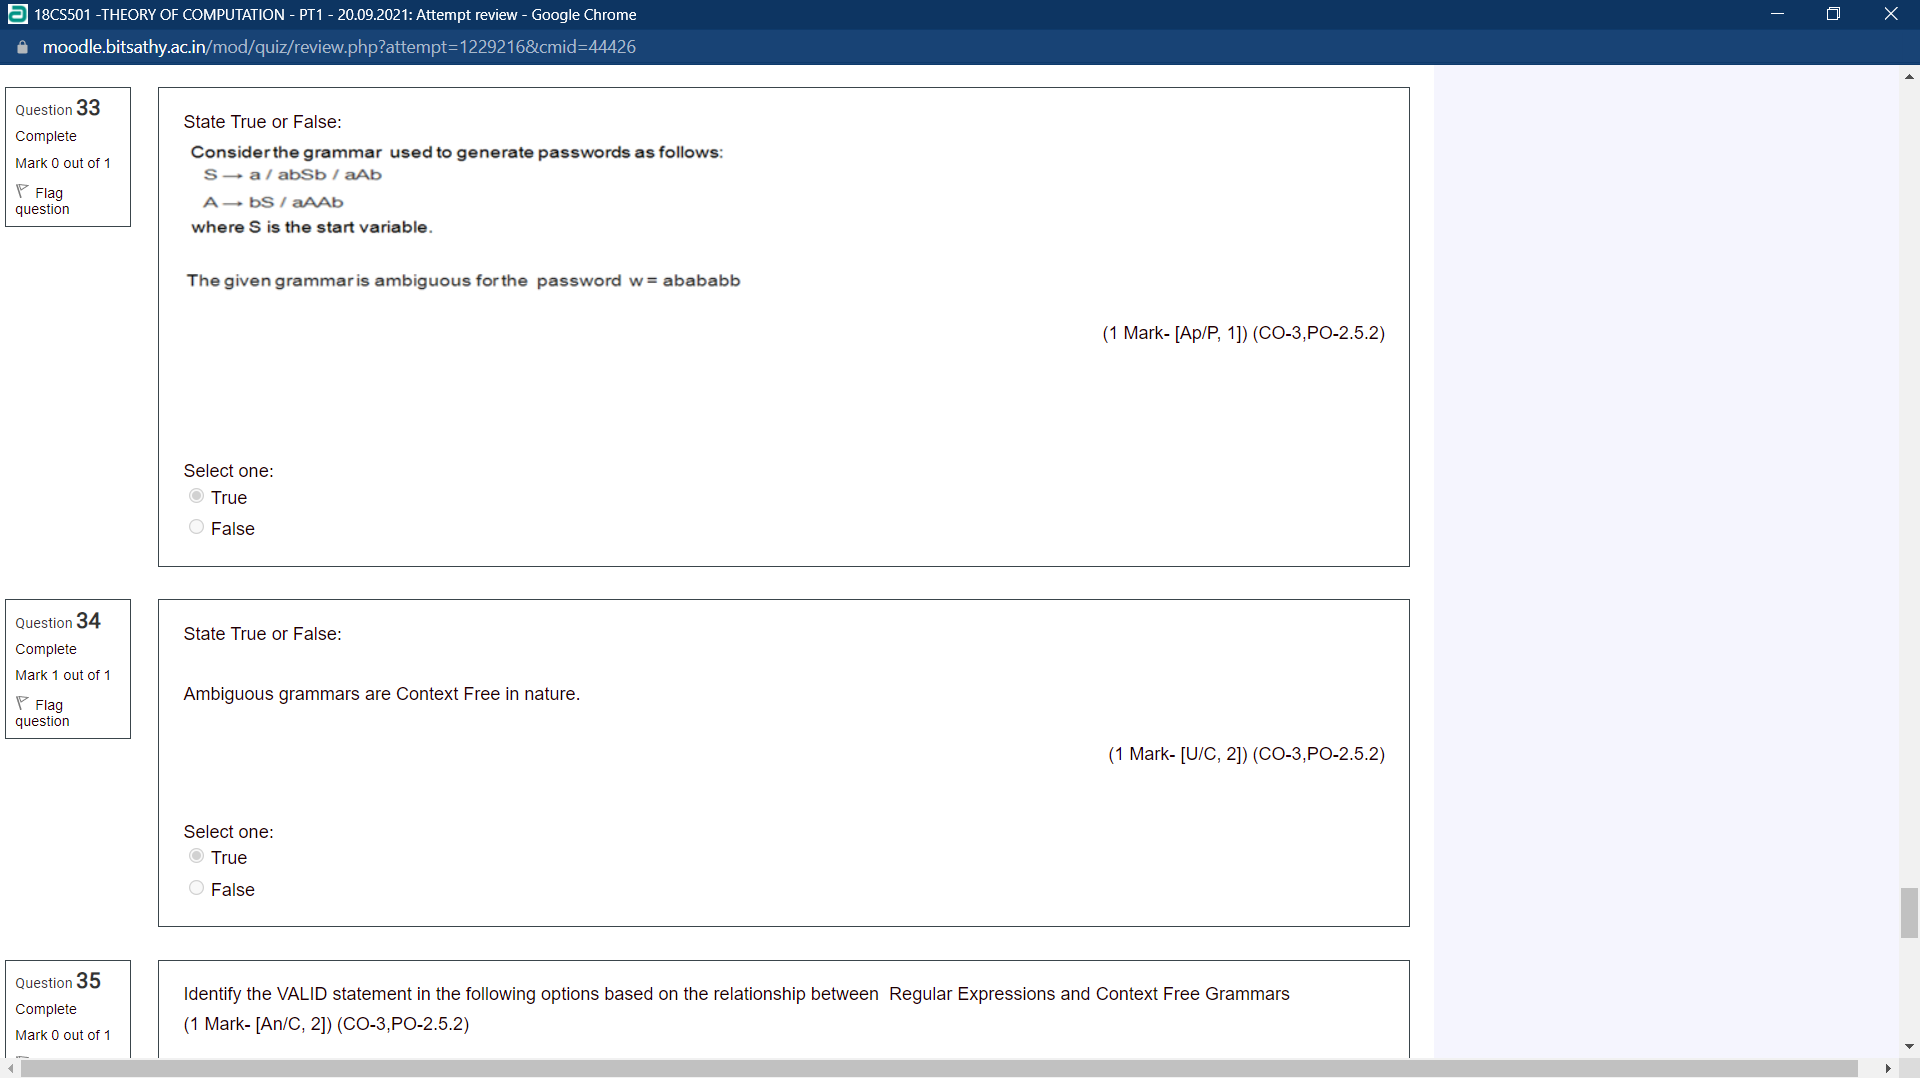 18CS501 -THEORY OF COMPUTATION - PT1 - 20.09.2021: Attempt review - Google Chrome
moodle.bitsathy.ac.in/mod/quiz/review.php?attempt=1229216&cmid=44426
Question 33
Complete
Mark 0 out of 1
Flag
question
State True or False:
Consider the grammar used to generate passwords as follows:
S → a / abSb / aAb
A → bS / aAAb
where S is the start variable.
The given grammar is ambiguous for the password w = abababb
(1 Mark- [Ap/P, 1]) (CO-3,PO-2.5.2)
Select one:
True
False
Question 34
Complete
Mark 1 out of 1
Flag
question
State True or False:
Ambiguous grammars are Context Free in nature.
(1 Mark- [U/C, 2]) (CO-3,PO-2.5.2)
Select one:
True
False
Question 35
Complete
Mark 0 out of 1
Identify the VALID statement in the following options based on the relationship between Regular Expressions and Context Free Grammars
(1 Mark- [An/C, 2]) (CO-3,PO-2.5.2)